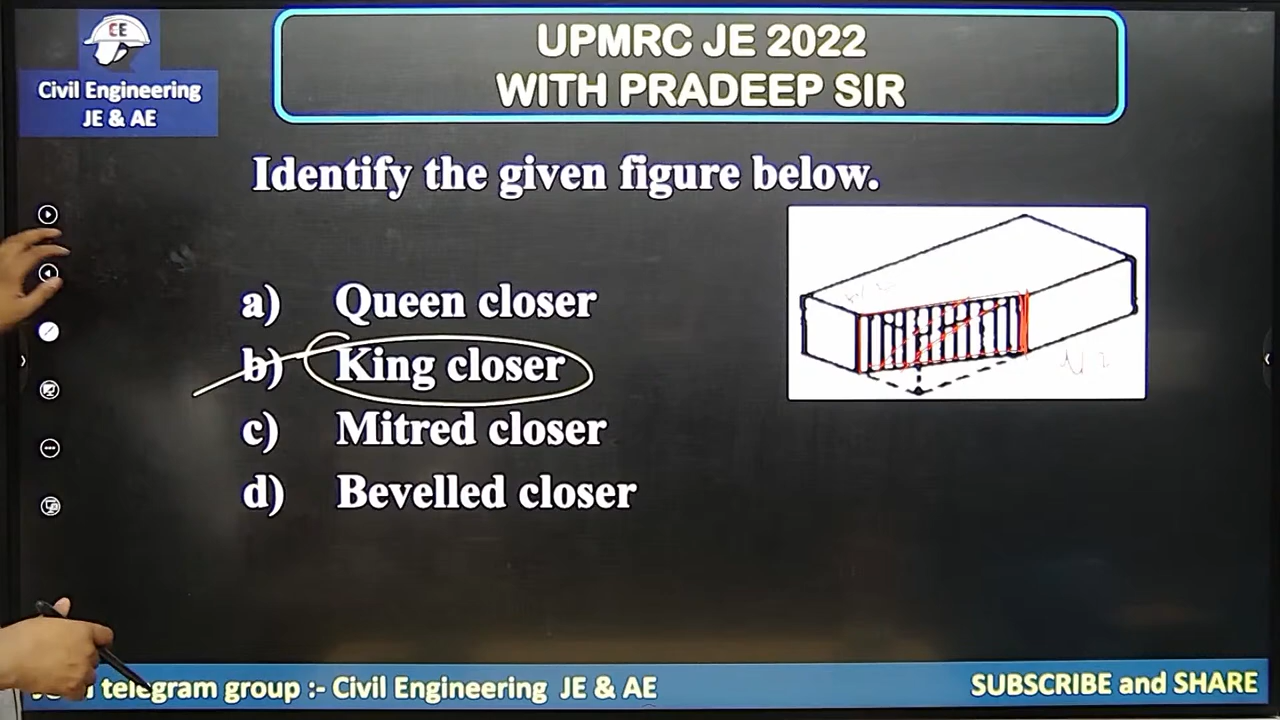 CE
Civil Engineering
JE & AE
UPMRC JE 2022
WITH PRADEEP SIR
Identify the given figure below.
a) Queen closer
b) King closer
c) Mitred closer
d) Bevelled closer
telegram group :- Civil Engineering JE & AE
SUBSCRIBE and SHARE